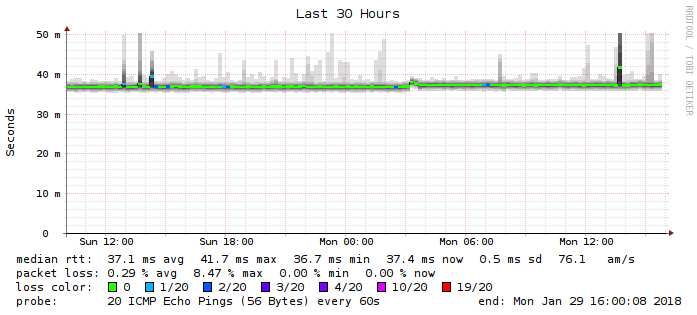 Last 30 Hours
RRDTOOL / TOBI OETIKER
Seconds
50 m
40 m
30 m
20 m
10 m
0
Sun 12:00 Sun 18:00 Mon 00:00 Mon 06:00 Mon 12:00
median rtt: 37.1 ms avg 41.7 ms max 36.7 ms min 37.4 ms now 0.5 ms sd 76.1 am/s
packet loss: 0.29 % avg 8.47 % max 0.00 % min 0.00 % now
loss color: 0 1/20 2/20 3/20 4/20 10/20 19/20
probe: 20 ICMP Echo Pings (56 Bytes) every 60s end: Mon Jan 29 16:00:08 2018